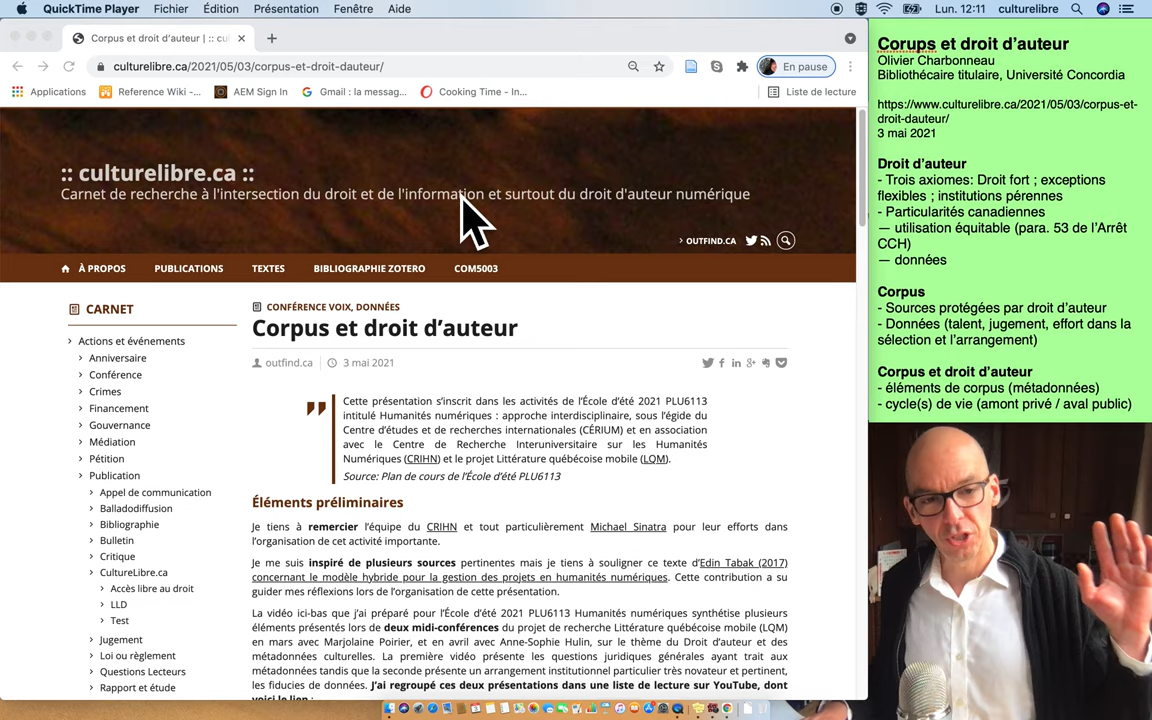 QuickTime Player Fichier Édition Présentation Fenêtre Aide
Lun. 12:11 culturelibre
Corpus et droit d'auteur | :: cu
culturelibre.ca/2021/05/03/corpus-et-droit-dauteur/
En pause
Applications Reference Wiki -... AEM Sign In Gmail : la messag... Cooking Time - In...
Liste de lecture
:: culturelibre.ca ::
Carnet de recherche à l'intersection du droit et de l'information et surtout du droit d'auteur numérique
OUTFIND.CA
À PROPOS PUBLICATIONS TEXTES BIBLIOGRAPHIE ZOTERO COM5003
CARNET
Actions et événements
Anniversaire
Conférence
Crimes
Financement
Gouvernance
Médiation
Pétition
Publication
Appel de communication
Balladodiffusion
Bibliographie
Bulletin
Critique
CultureLibre.ca
Accès libre au droit
LLD
Test
Jugement
Loi ou règlement
Questions Lecteurs
Rapport et étude
CONFÉRENCE VOIX, DONNÉES
Corpus et droit d'auteur
outfind.ca 3 mai 2021
Cette présentation s'inscrit dans les activités de l'École d'été 2021 PLU6113
intitulé Humanités numériques : approche interdisciplinaire, sous l'égide du
Centre d'études et de recherches internationales (CÉRIUM) et en association
avec le Centre de Recherche Interuniversitaire sur les Humanités
Numériques (CRIHN) et le projet Littérature québécoise mobile (LQM).
Source: Plan de cours de l'École d'été PLU6113
Éléments préliminaires
Je tiens à remercier l'équipe du CRIHN et tout particulièrement Michael Sinatra pour leur efforts dans
l'organisation de cet activité importante.
Je me suis inspiré de plusieurs sources pertinentes mais je tiens à souligner ce texte d'Edin Tabak (2017)
concernant le modèle hybride pour la gestion des projets en humanités numériques. Cette contribution a su
guider mes réflexions lors de l'organisation de cette présentation.
La vidéo ici-bas que j'ai préparé pour l'École d'été 2021 PLU6113 Humanités numériques synthétise plusieurs
éléments présentés lors de deux midi-conférences du projet de recherche Littérature québécoise mobile (LQM)
en mars avec Marjolaine Poirier, et en avril avec Anne-Sophie Hulin, sur le thème du Droit d'auteur et des
métadonnées culturelles. La première vidéo présente les questions juridiques générales ayant trait aux
métadonnées tandis que la seconde présente un arrangement institutionnel particulier très novateur et pertinent,
les fiducies de données. J'ai regroupé ces deux présentations dans une liste de lecture sur YouTube, dont
voici le lien :
Corups et droit d'auteur
Olivier Charbonneau
Bibliothécaire titulaire, Université Concordia
https://www.culturelibre.ca/2021/05/03/corpus-et-
droit-dauteur/
3 mai 2021
Droit d'auteur
- Trois axiomes: Droit fort ; exceptions
flexibles ; institutions pérennes
- Particularités canadiennes
— utilisation équitable (para. 53 de l'Arrêt
CCH)
— données
Corpus
- Sources protégées par droit d'auteur
- Données (talent, jugement, effort dans la
sélection et l'arrangement)
Corpus et droit d'auteur
- éléments de corpus (métadonnées)
- cycle(s) de vie (amont privé / aval public)